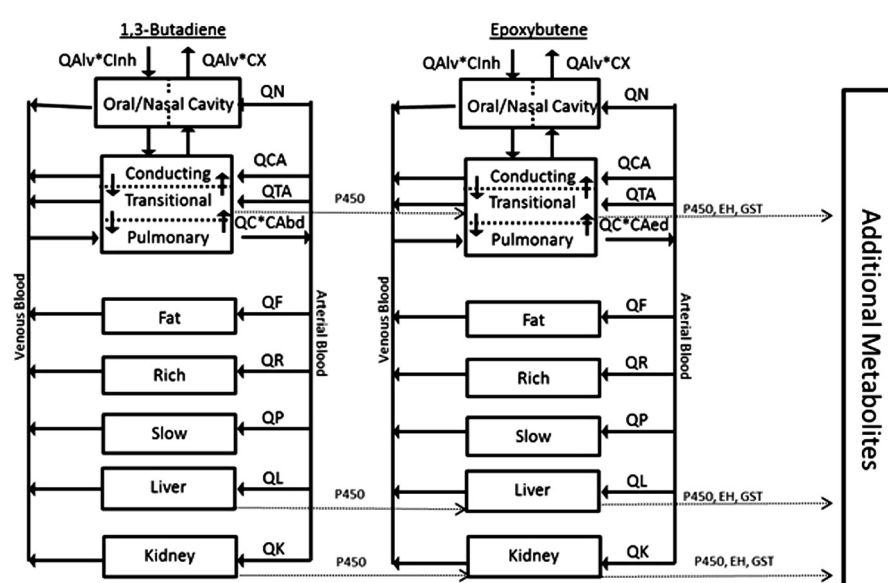 1,3-Butadiene
QAlv*CInh
QAlv*CX
Oral/Nasal Cavity
QN
Conducting
QCA
Transitional
QTA
Pulmonary
QC*CAbd
P450
Venous Blood
Arterial Blood
Fat
QF
Rich
QR
Slow
QP
Liver
QL
P450
Kidney
QK
P450
Epoxybutene
QAlv*CInh
QAlv*CX
Oral/Nasal Cavity
QN
Conducting
QCA
Transitional
QTA
Pulmonary
QC*CAed
P450, EH, GST
Venous Blood
Arterial Blood
Fat
QF
Rich
QR
Slow
QP
Liver
QL
P450, EH, GST
Kidney
QK
P450, EH, GST
Additional Metabolites